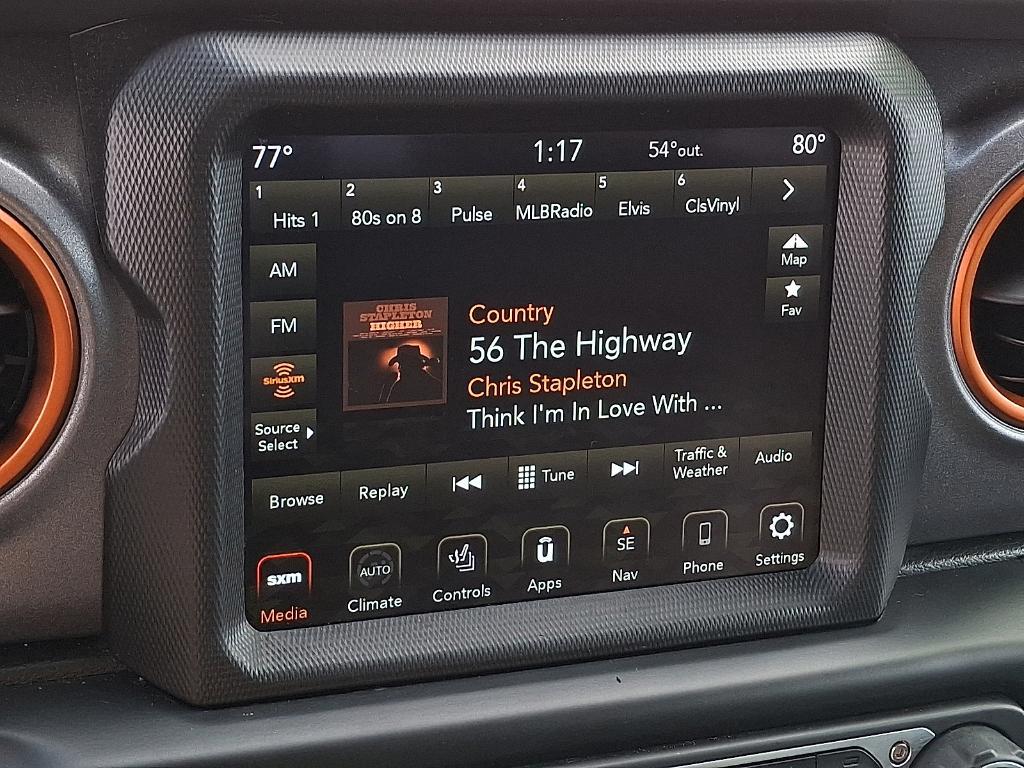 77° 1:17 54°out. 80°
1 2 3 4 5 6
Hits 1 80s on 8 Pulse MLBRadio Elvis ClsVinyl
AM
FM
SiriusXm
Source
Select
CHRIS
STAPLETON
HIGHER
Country
56 The Highway
Chris Stapleton
Think I'm In Love With ...
Map
Fav
Browse Replay Tune Traffic &
Weather
Audio
sxm AUTO SE
Media Climate Controls Apps Nav Phone Settings